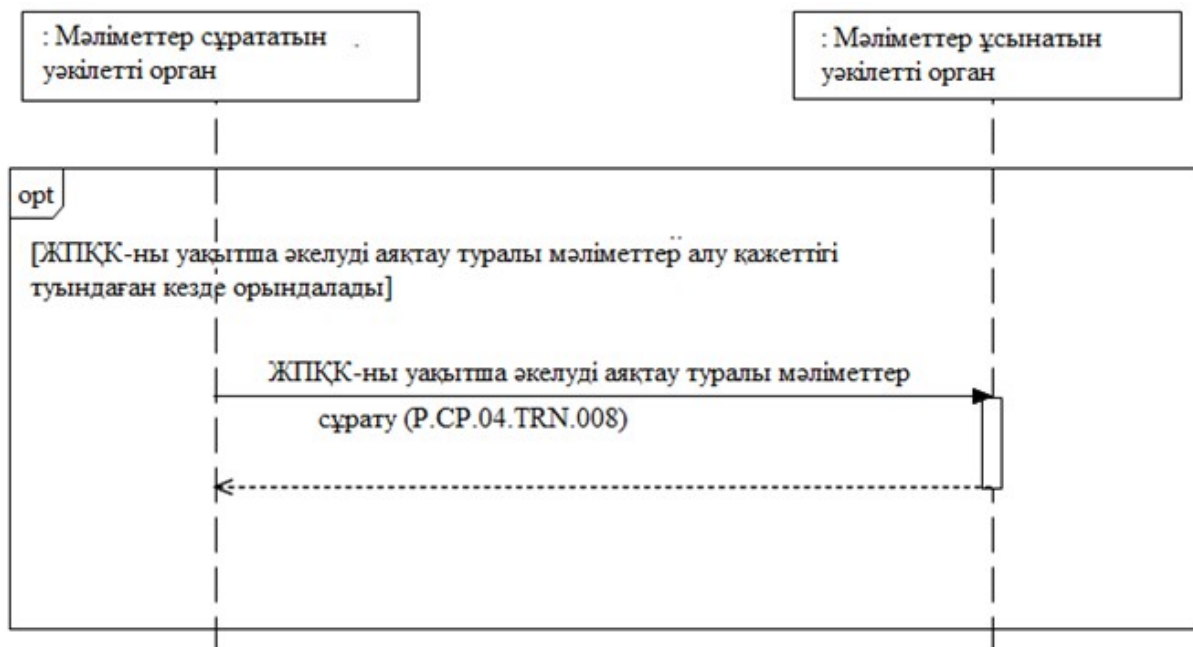 : Мәліметтер сұрататын
уәкілетті орган
: Мәліметтер ұсынатын
уәкілетті орган
opt
[ЖПҚК-ны уақытша әкелуді аяқтау туралы мәліметтер алу қажеттігі
туындаған кезде орындалады]
ЖПҚК-ны уақытша әкелуді аяқтау туралы мәліметтер
сұрату (P.CP.04.TRN.008)